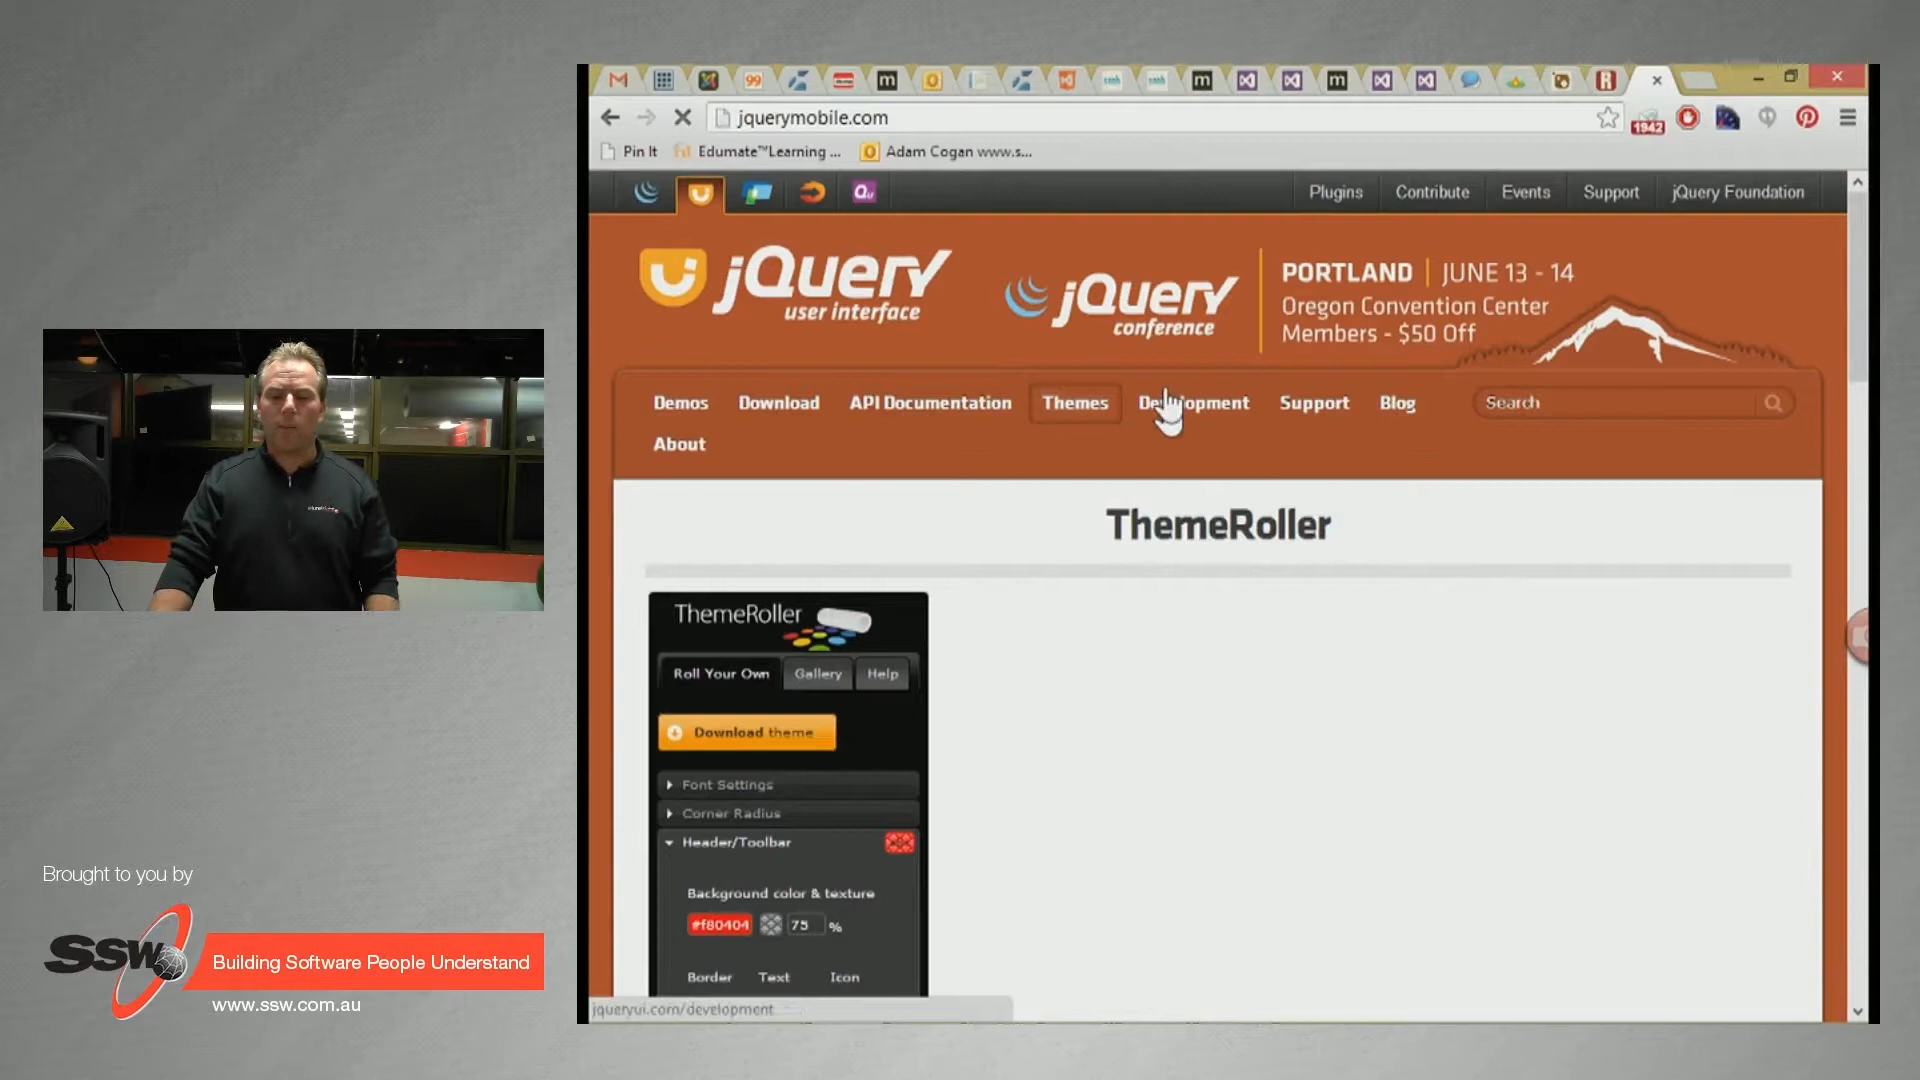 jquerymobile.com
1942
Pin It
Edumate™Learning ...
Adam Cogan www.s...
Plugins
Contribute
Events
Support
jQuery Foundation
jQuery
user interface
jQuery
conference
PORTLAND | JUNE 13 - 14
Oregon Convention Center
Members - $50 Off
Demos
Download
API Documentation
Themes
Development
Support
Blog
Search
About
ThemeRoller
ThemeRoller
Roll Your Own
Gallery
Help
Download theme
Font Settings
Corner Radius
Header/Toolbar
Background color & texture
#f80404
75 %
Border
Text
Icon
jqueryui.com/development
Brought to you by
SSW
Building Software People Understand
www.ssw.com.au